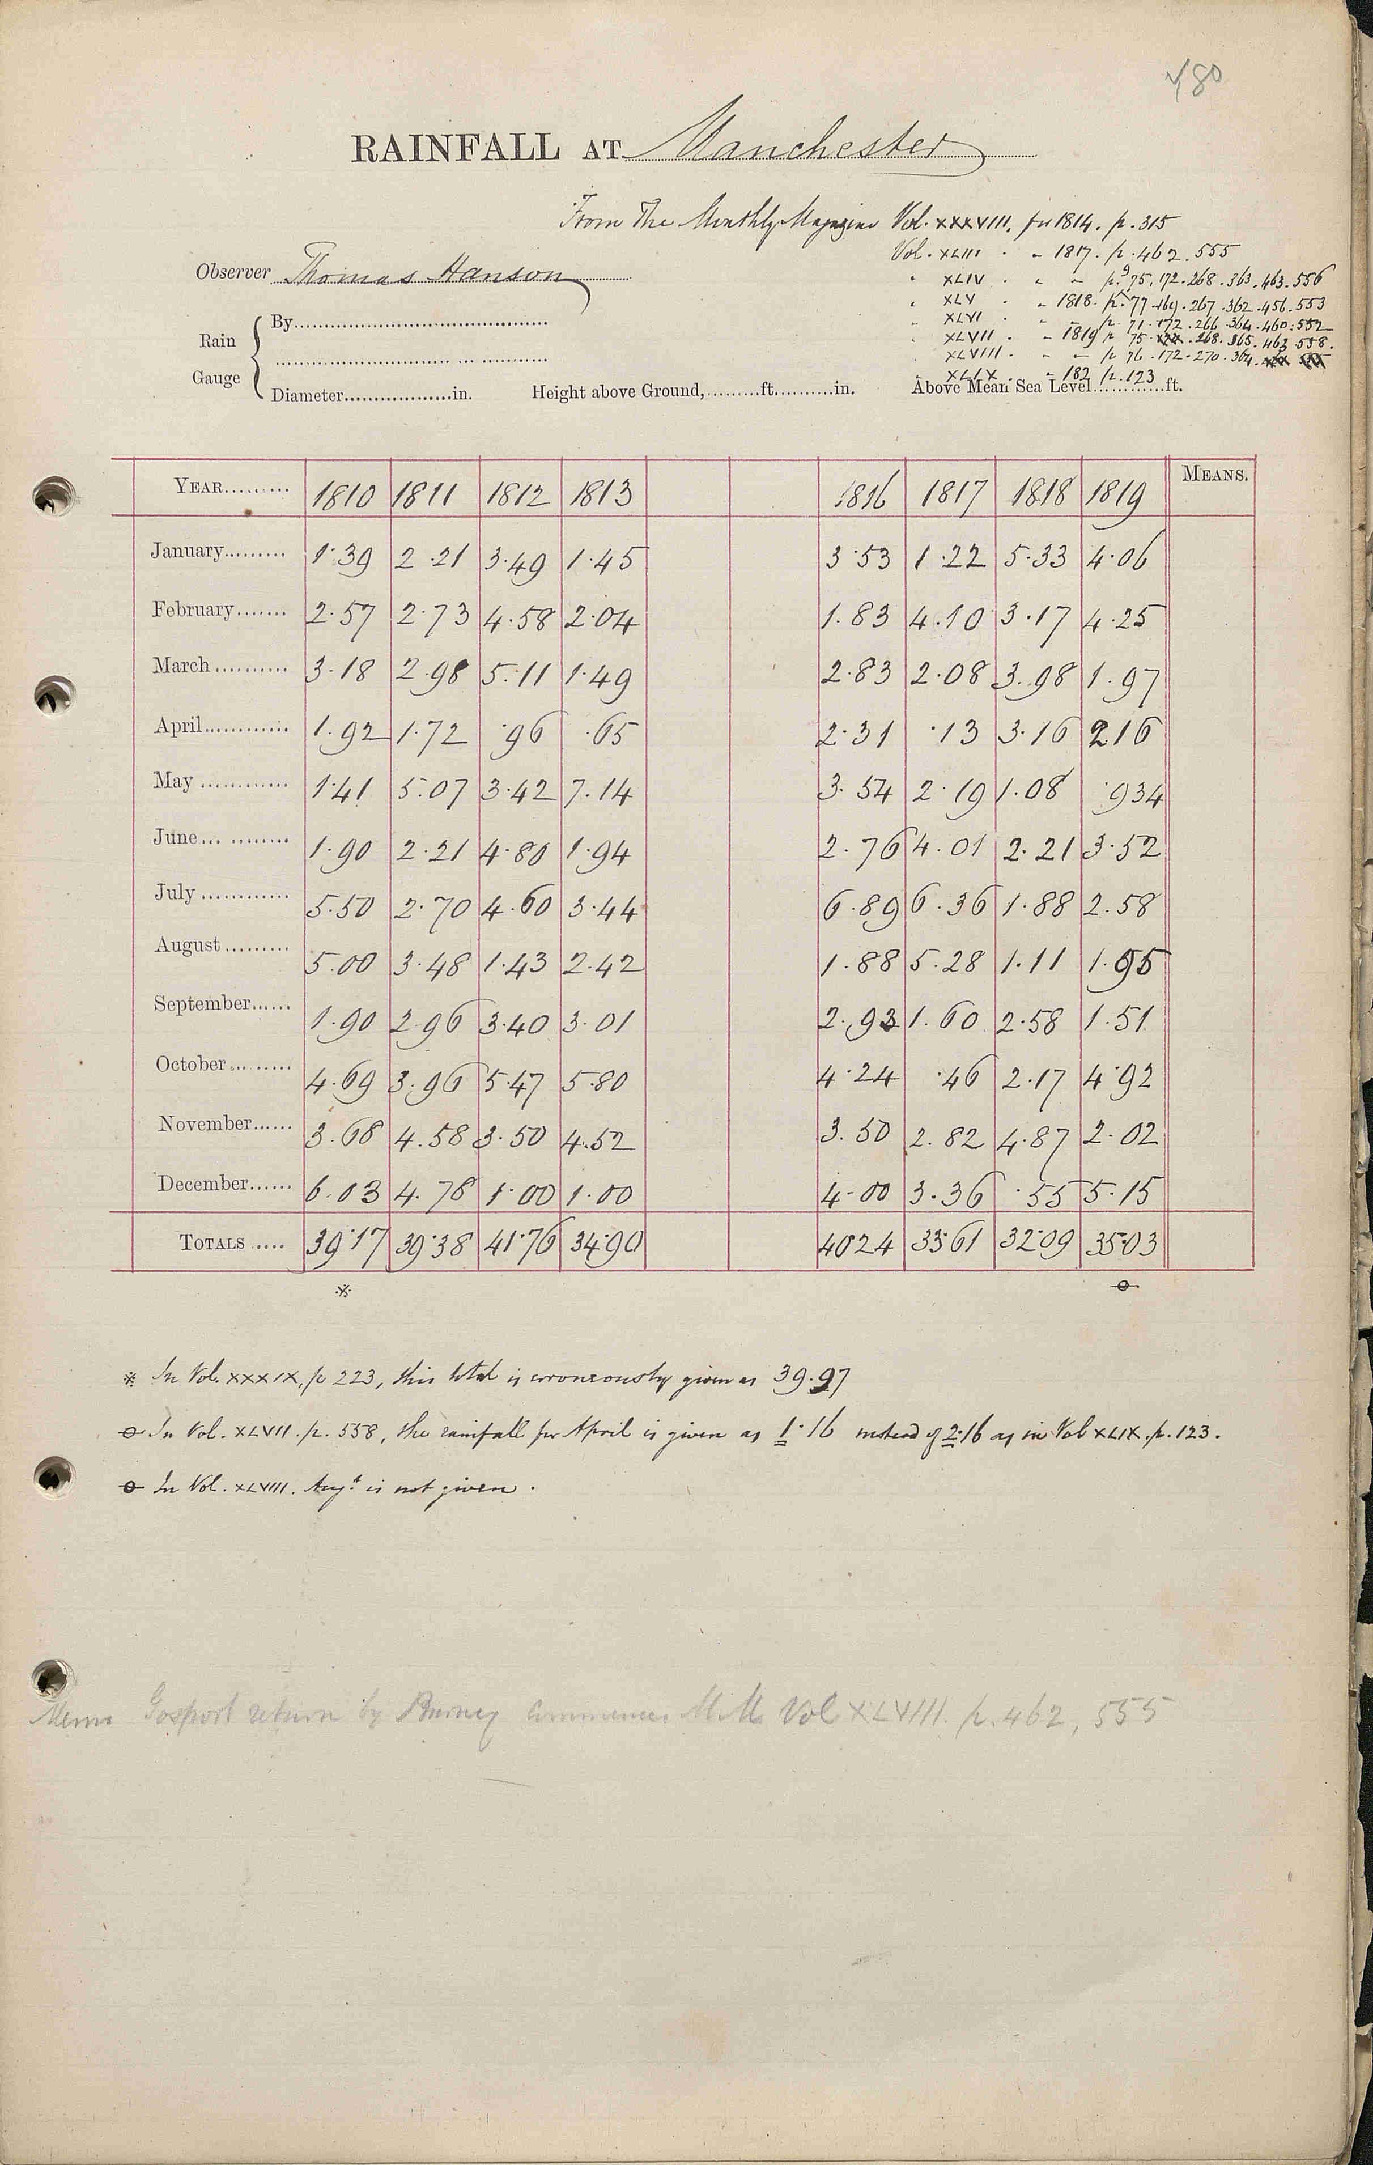 480
RAINFALL AT Manchester
From The Monthly Magazine Vol. XXXVIII. for 1814. p. 315
Vol. XLIII . " 1817. p. 462. 555
Observer Thomas Hanson
" XLIV . " " p. 75. 172. 268. 363. 463. 556
" XLV . " 1818. p. 77. 169. 267. 362. 456. 553
" XLVI . " " p. 71. 172. 266. 364. 460. 552
" XLVII . " 1819 p. 75. 268. 365. 463. 558.
" XLVIII . " " p. 76. 172. 270. 364.
" XLIX . " 182 p. 123
Rain Gauge
By
Diameter in. Height above Ground, ft. in. Above Mean Sea Level ft.
YEAR 1810 1811 1812 1813 1816 1817 1818 1819 MEANS.
January 1.39 2.21 3.49 1.45 3.53 1.22 5.33 4.06
February 2.57 2.73 4.58 2.04 1.83 4.10 3.17 4.25
March 3.18 2.98 5.11 1.49 2.83 2.08 3.98 1.97
April 1.92 1.72 .96 .65 2.31 .13 3.16 2 16
May 1.41 5.07 3.42 7.14 3.54 2.19 1.08 .934
June 1.90 2.21 4.80 1.94 2.76 4.01 2.21 3.52
July 5.50 2.70 4.60 3.44 6.89 6.36 1.88 2.58
August 5.00 3.48 1.43 2.42 1.88 5.28 1.11 1.95
September 1.90 2.96 3.40 3.01 2.93 1.60 2.58 1.51
October 4.69 3.96 5.47 5.80 4.24 .46 2.17 4.92
November 3.68 4.58 3.50 4.52 3.50 2.82 4.87 2.02
December 6.03 4.78 1.00 1.00 4.00 3.36 .55 5.15
TOTALS 39.17 39.38 41.76 34.90 40 24 33 61 32.09 35.03
* ⊖
* In Vol. XXXIX, p 223, this total is erroneously given as 39.97
⊖ In Vol. XLVII. p. 558, the rainfall for April is given as 1.16 instead of 2.16 as in Vol XLIX. p. 123.
⊖ In Vol. XLVIII. Augt. is not given.
Memo Gosport return by Burney commences M.M. Vol XLVIII. p. 462, 555